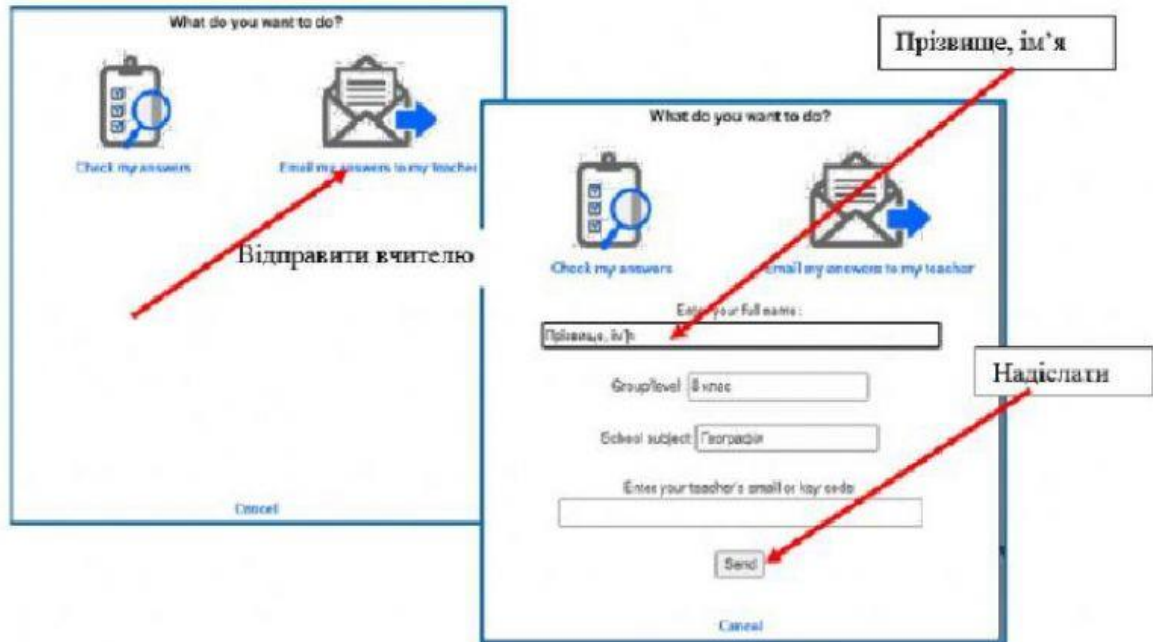 What do you want to do?
Check my answers
Email my answers to my teacher
Відправити вчителю
Cancel
Прізвище, ім’я
What do you want to do?
Check my answers
Email my answers to my teacher
Enter your full name :
Прізвище, ім'я
Group/level 8 клас
School subject Географія
Enter your teacher's email or key code
Надіслати
Send
Cancel